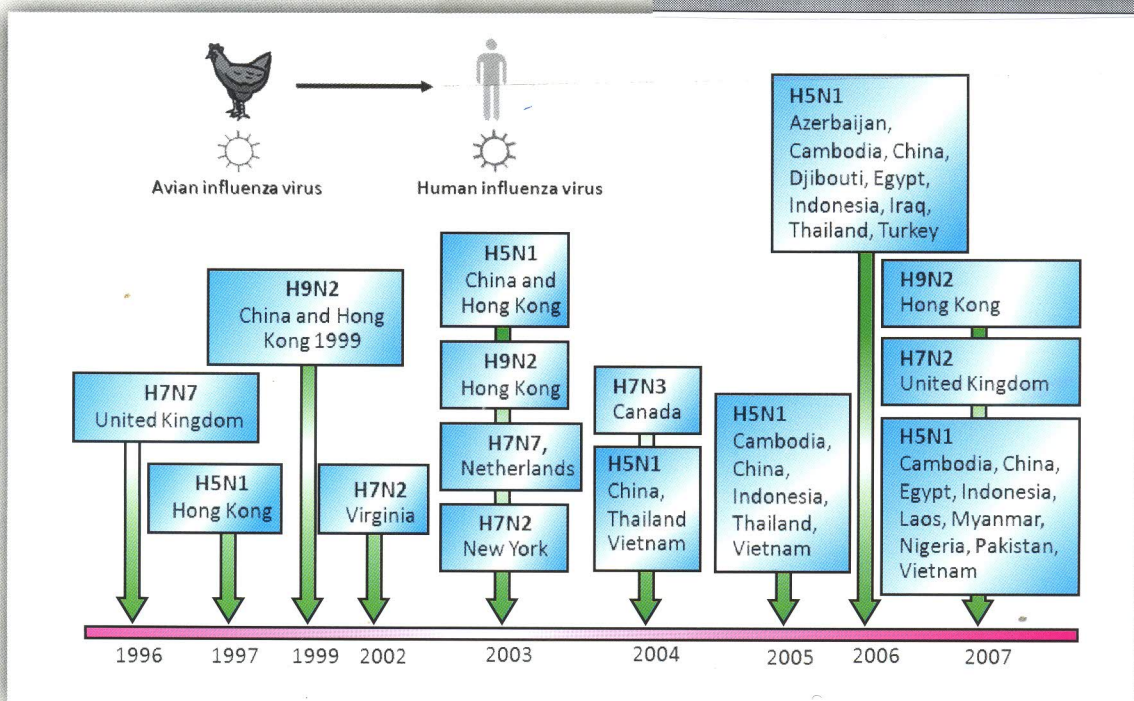 Avian influenza virus
Human influenza virus
H7N7
United Kingdom
H5N1
Hong Kong
H9N2
China and Hong
Kong 1999
H7N2
Virginia
H5N1
China and
Hong Kong
H9N2
Hong Kong
H7N7,
Netherlands
H7N2
New York
H7N3
Canada
H5N1
China,
Thailand
Vietnam
H5N1
Cambodia,
China,
Indonesia,
Thailand,
Vietnam
H5N1
Azerbaijan,
Cambodia, China,
Djibouti, Egypt,
Indonesia, Iraq,
Thailand, Turkey
H9N2
Hong Kong
H7N2
United Kingdom
H5N1
Cambodia, China,
Egypt, Indonesia,
Laos, Myanmar,
Nigeria, Pakistan,
Vietnam
1996
1997
1999
2002
2003
2004
2005
2006
2007